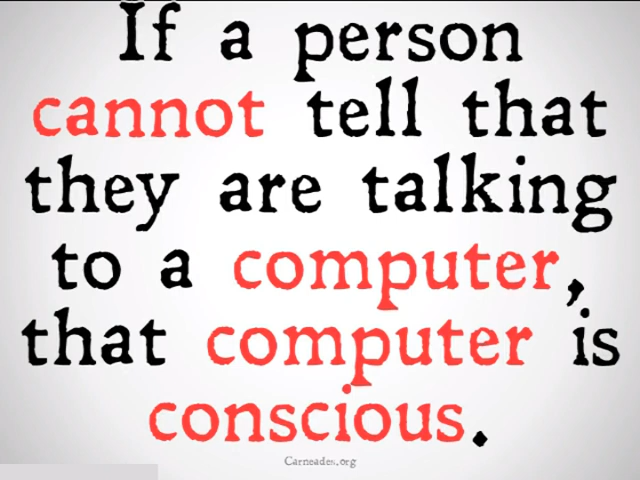 If a person
cannot tell that
they are talking
to a computer,
that computer is
conscious.
Carneades.org